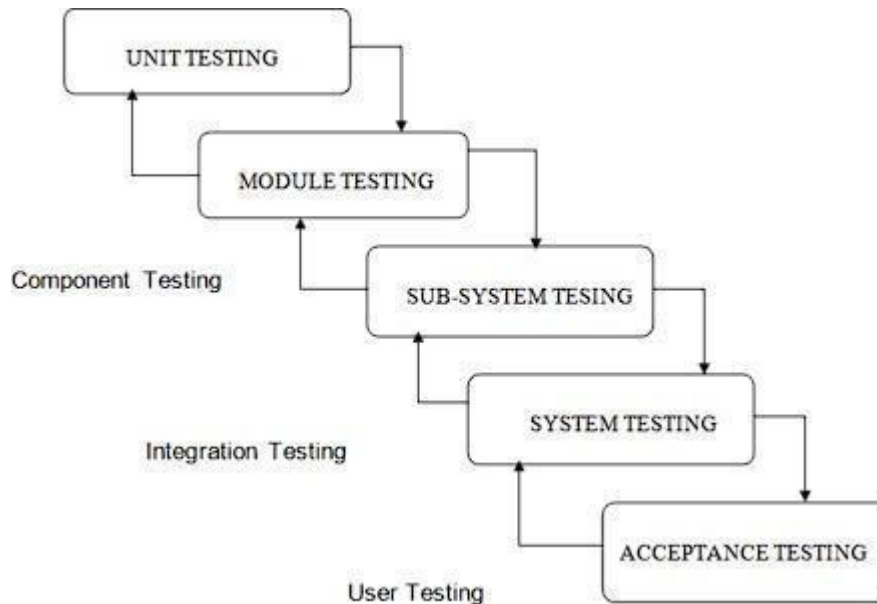 UNIT TESTING
MODULE TESTING
Component Testing
SUB-SYSTEM TESING
SYSTEM TESTING
Integration Testing
ACCEPTANCE TESTING
User Testing